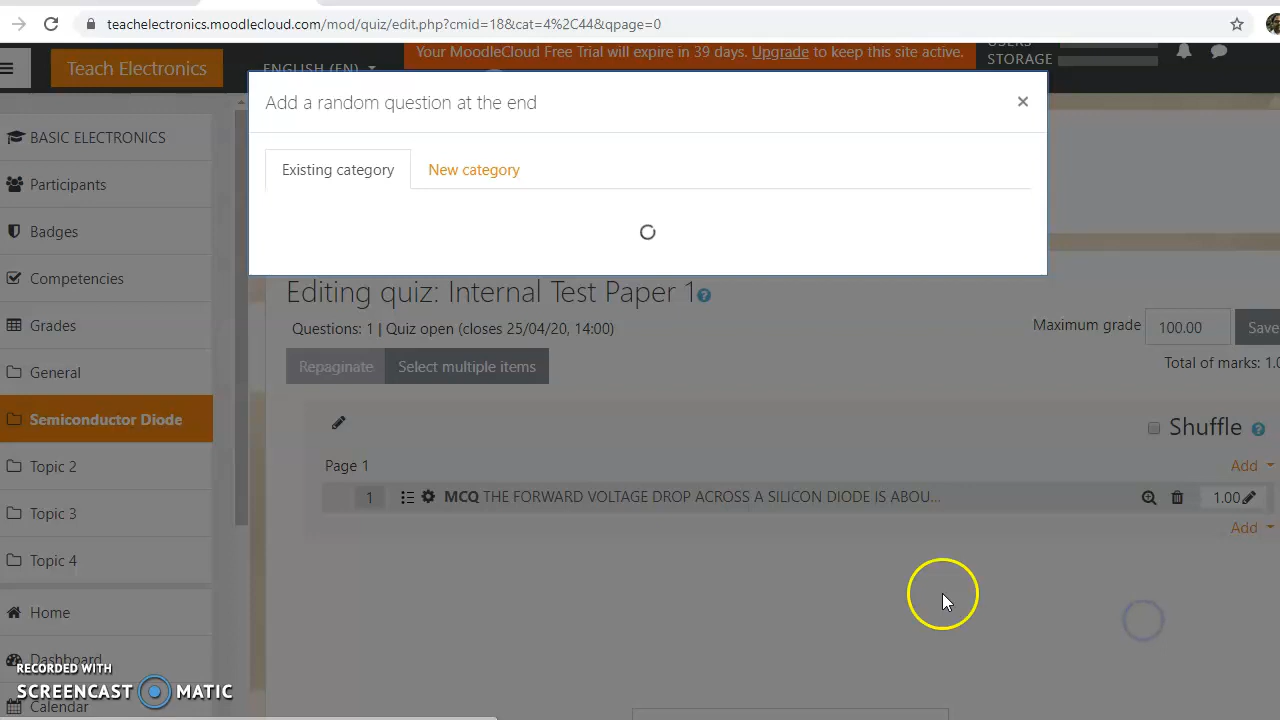 teachelectronics.moodlecloud.com/mod/quiz/edit.php?cmid=18&cat=4%2C44&qpage=0
Teach Electronics
ENGLISH (EN)
Your MoodleCloud Free Trial will expire in 39 days. Upgrade to keep this site active.
USERS
STORAGE
Add a random question at the end
×
Existing category
New category
BASIC ELECTRONICS
Participants
Badges
Competencies
Grades
General
Semiconductor Diode
Topic 2
Topic 3
Topic 4
Home
Dashboard
Calendar
Editing quiz: Internal Test Paper 1
Questions: 1 | Quiz open (closes 25/04/20, 14:00)
Maximum grade 100.00 Save
Repaginate Select multiple items
Total of marks: 1.0
Shuffle
Page 1
Add
1 MCQ THE FORWARD VOLTAGE DROP ACROSS A SILICON DIODE IS ABOU... 1.00
Add
RECORDED WITH
SCREENCAST MATIC